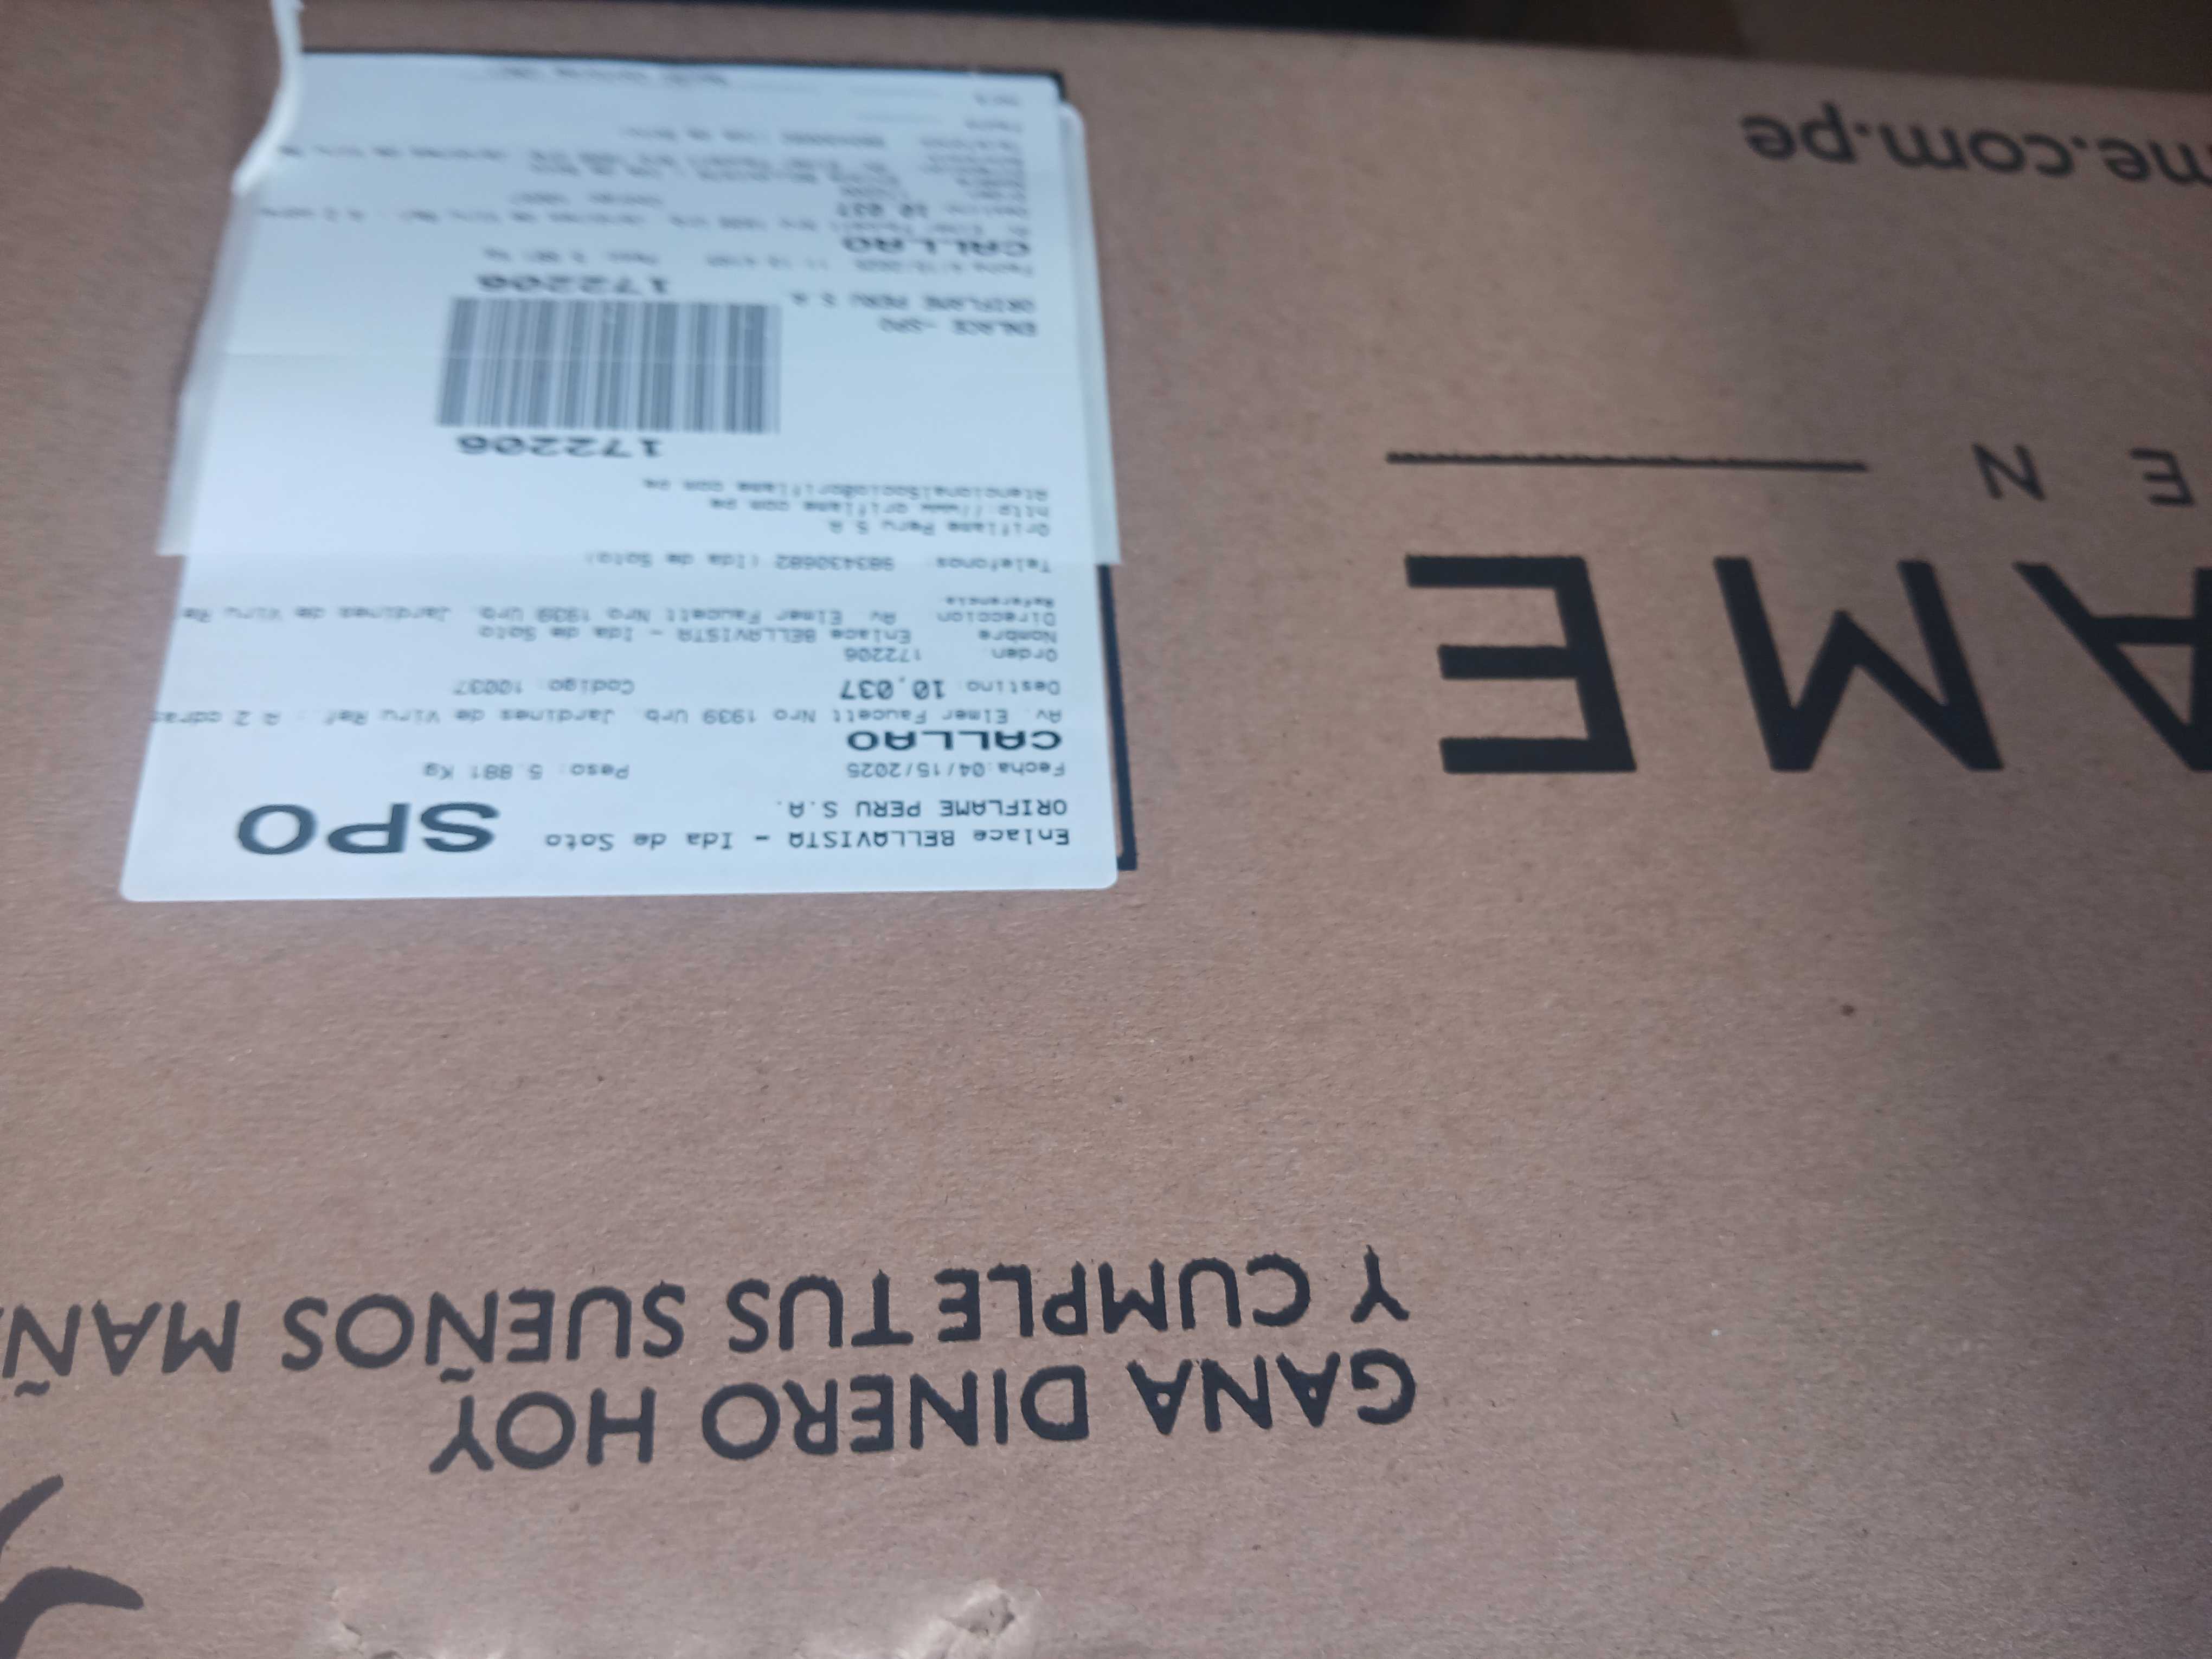 Enlace BELLAVISTA - Ida de Soto SPO
ORIFLAME PERU S.A.
Fecha:04/15/2025 Peso: 5.881 Kg
CALLAO
Av. Elmer Faucett Nro 1939 Urb. Jardines de Viru Ref.: A 2 cdras
Destino: 10,037 Codigo: 10037
Orden: 172206
Nombre Enlace BELLAVISTA - Ida de Soto
Direccion Av. Elmer Faucett Nro 1939 Urb. Jardines de Viru Re
Referencia
Telefonos: 983430682 (Ida de Soto)
Oriflame Peru S.A
http://www.oriflame.com.pe
AtencionalSocio@oriflame.com.pe
172206
172206
ENLACE -SPO
ORIFLAME PERU S.A.
CALLAO
Destino 10,037
AME
EN
me.com.pe
GANA DINERO HOY
Y CUMPLE TUS SUEÑOS MAÑ